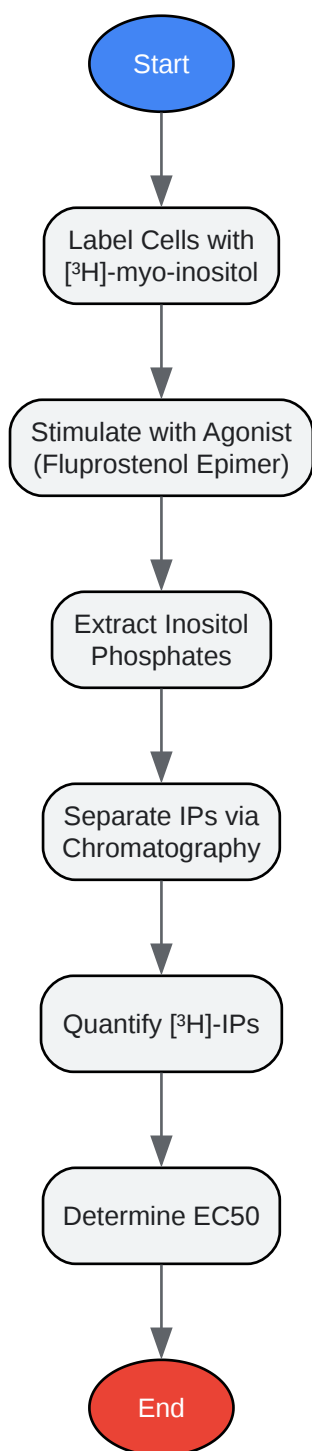 Start
Label Cells with
[³H]-myo-inositol
Stimulate with Agonist
(Fluprostenol Epimer)
Extract Inositol
Phosphates
Separate IPs via
Chromatography
Quantify [³H]-IPs
Determine EC50
End